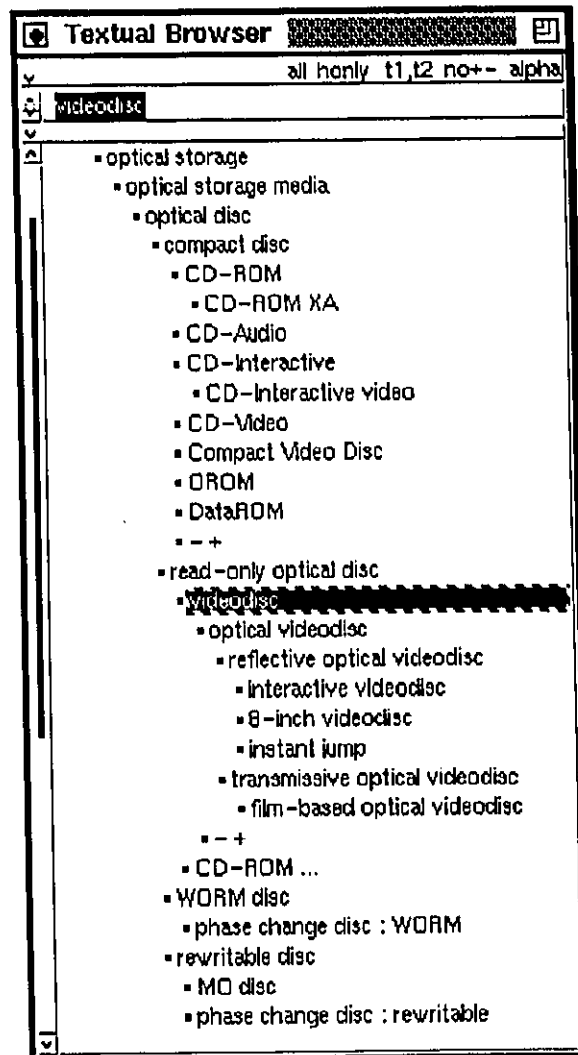 Textual Browser
all honly t1,t2 no+- alpha
videodisc
optical storage
optical storage media
optical disc
compact disc
CD-ROM
CD-ROM XA
CD-Audio
CD-Interactive
CD-Interactive video
CD-Video
Compact Video Disc
OROM
DataROM
- +
read-only optical disc
videodisc
optical videodisc
reflective optical videodisc
interactive videodisc
8-inch videodisc
instant jump
transmissive optical videodisc
film-based optical videodisc
- +
CD-ROM ...
WORM disc
phase change disc : WORM
rewritable disc
MO disc
phase change disc : rewritable